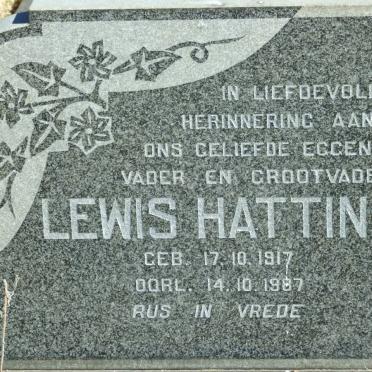 IN LIEFDEVOLL
HERINNERING AAN
ONS GELIEFDE EGGEN
VADER EN GROOTVADE
LEWIS HATTIN
GEB. 17.10.1917
OORL. 14.10.1987
RUS IN VREDE